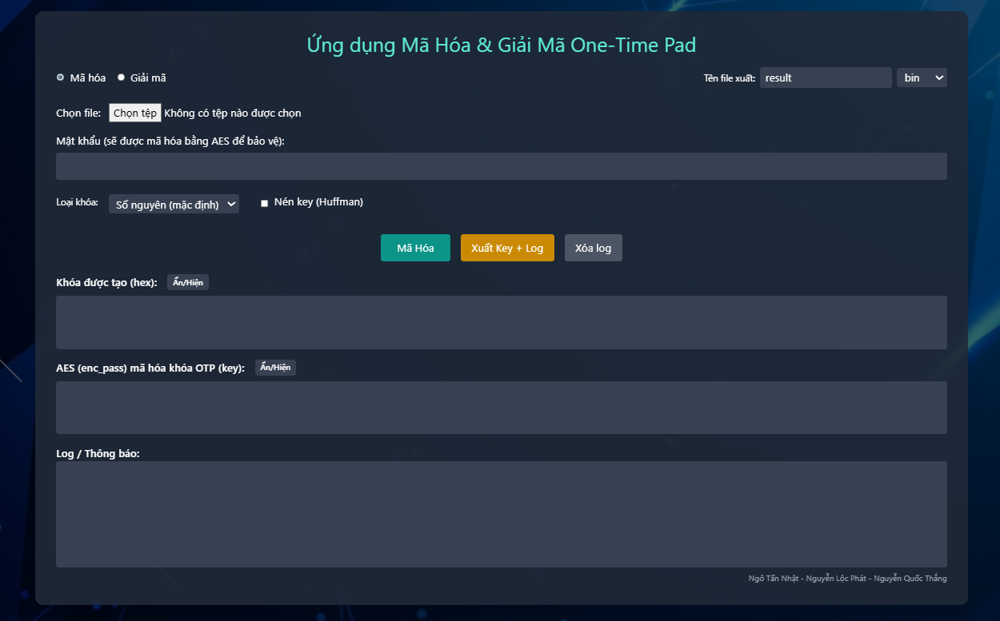 Ứng dụng Mã Hóa & Giải Mã One-Time Pad
Mã hóa Giải mã Tên file xuất: result bin
Chọn file: Chọn tệp Không có tệp nào được chọn
Mật khẩu (sẽ được mã hóa bằng AES để bảo vệ):
Loại khóa: Số nguyên (mặc định) Nén key (Huffman)
Mã Hóa Xuất Key + Log Xóa log
Khóa được tạo (hex): Ẩn/Hiện
AES (enc_pass) mã hóa khóa OTP (key): Ẩn/Hiện
Log / Thông báo:
Ngô Tấn Nhật - Nguyễn Lộc Phát - Nguyễn Quốc Thắng